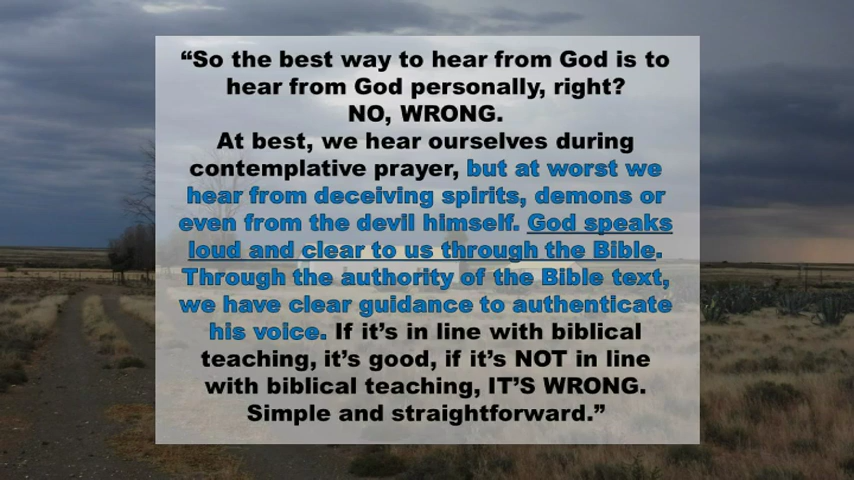 “So the best way to hear from God is to
hear from God personally, right?
NO, WRONG.
At best, we hear ourselves during
contemplative prayer, but at worst we
hear from deceiving spirits, demons or
even from the devil himself. God speaks
loud and clear to us through the Bible.
Through the authority of the Bible text,
we have clear guidance to authenticate
his voice. If it’s in line with biblical
teaching, it’s good, if it’s NOT in line
with biblical teaching, IT’S WRONG.
Simple and straightforward.”